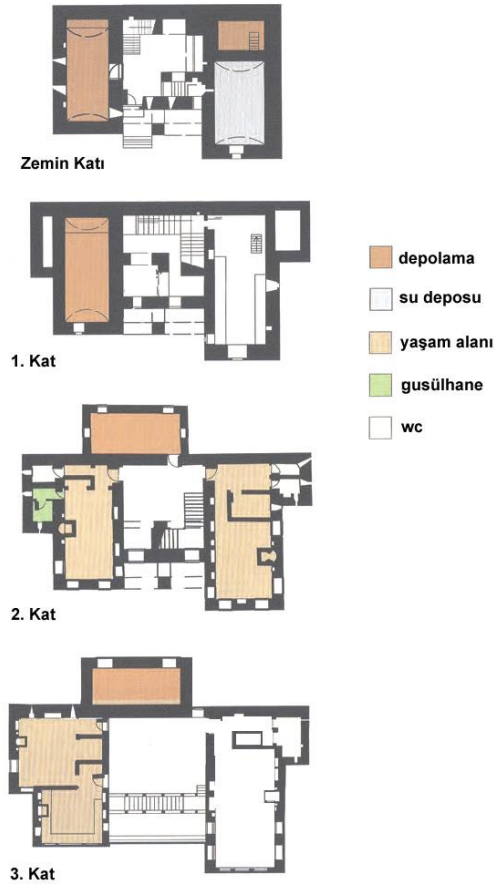 Zemin Katı
1. Kat
depolama
su deposu
yaşam alanı
gusülhane
wc
2. Kat
3. Kat